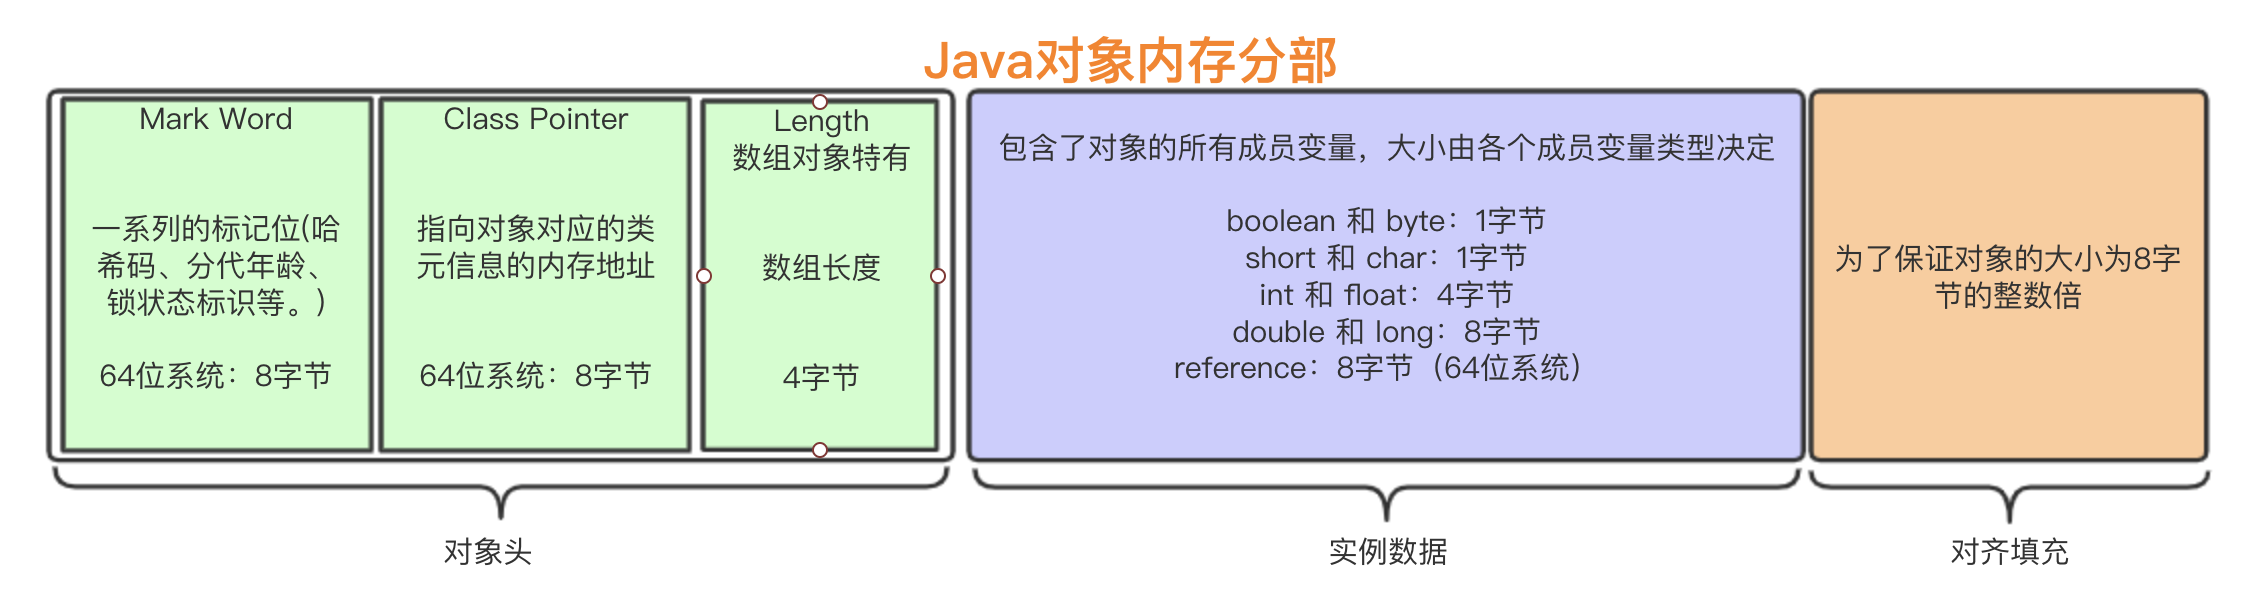 Java对象内存分部
Mark Word
一系列的标记位(哈
希码、分代年龄、
锁状态标识等。)
64位系统：8字节
Class Pointer
指向对象对应的类
元信息的内存地址
64位系统：8字节
Length
数组对象特有
数组长度
4字节
包含了对象的所有成员变量，大小由各个成员变量类型决定
boolean 和 byte：1字节
short 和 char：1字节
int 和 float：4字节
double 和 long：8字节
reference：8字节（64位系统）
为了保证对象的大小为8字
节的整数倍
对象头
实例数据
对齐填充